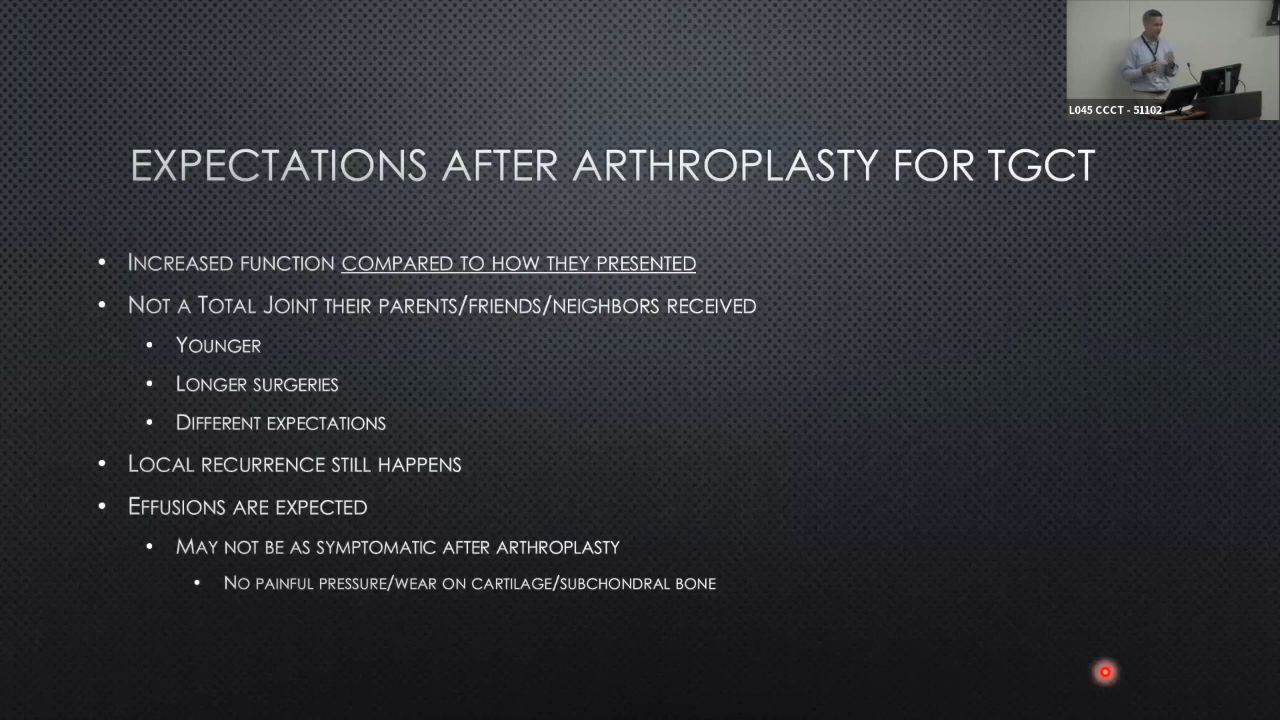 L045 CCCT - 51102
EXPECTATIONS AFTER ARTHROPLASTY FOR TGCT
• INCREASED FUNCTION COMPARED TO HOW THEY PRESENTED
• NOT A TOTAL JOINT THEIR PARENTS/FRIENDS/NEIGHBORS RECEIVED
• YOUNGER
• LONGER SURGERIES
• DIFFERENT EXPECTATIONS
• LOCAL RECURRENCE STILL HAPPENS
• EFFUSIONS ARE EXPECTED
• MAY NOT BE AS SYMPTOMATIC AFTER ARTHROPLASTY
• NO PAINFUL PRESSURE/WEAR ON CARTILAGE/SUBCHONDRAL BONE